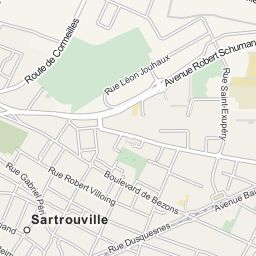 Route de Cormeilles
Rue Léon Jouhaux
Avenue Robert Schuman
Rue Saint-Exupéry
Rue Gabriel Péri
Rue Robert Villoing
Boulevard de Bezons
Sartrouville
Rue Dusquesnes
Avenue